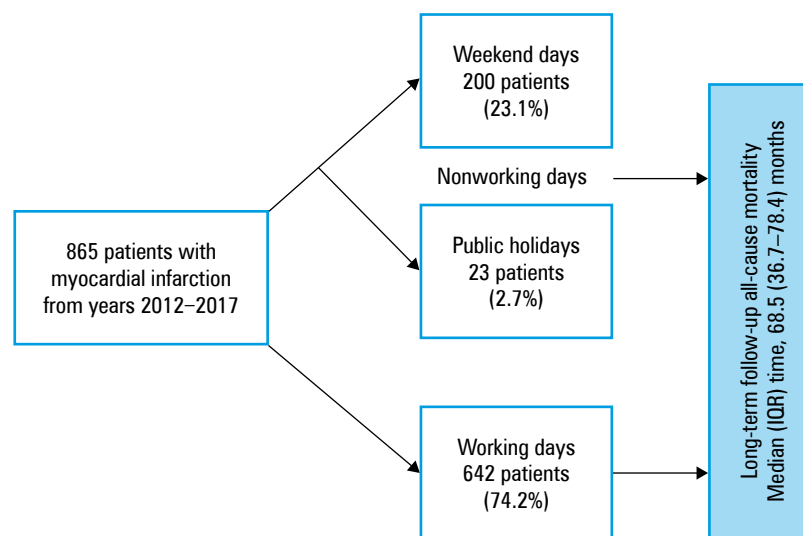 865 patients with
myocardial infarction
from years 2012–2017
Weekend days
200 patients
(23.1%)
Nonworking days
Public holidays
23 patients
(2.7%)
Working days
642 patients
(74.2%)
Long-term follow-up all-cause mortality
Median (IQR) time, 68.5 (36.7–78.4) months